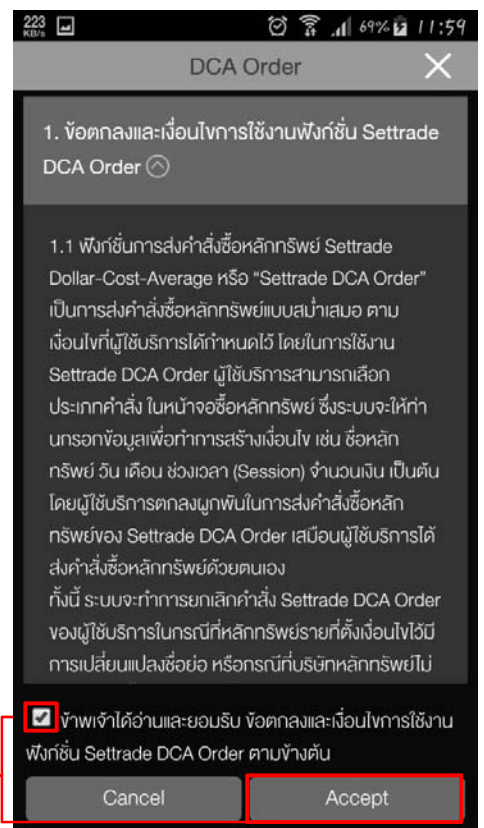 223
KB/s
69%
11:59
DCA Order
1. ข้อตกลงและเงื่อนไขการใช้งานฟังก์ชั่น Settrade
DCA Order
1.1 ฟังก์ชั่นการส่งคำสั่งซื้อหลักทรัพย์ Settrade
Dollar-Cost-Average หรือ “Settrade DCA Order”
เป็นการส่งคำสั่งซื้อหลักทรัพย์แบบสม่ำเสมอ ตาม
เงื่อนไขที่ผู้ใช้บริการได้กำหนดไว้ โดยในการใช้งาน
Settrade DCA Order ผู้ใช้บริการสามารถเลือก
ประเภทคำสั่ง ในหน้าจอซื้อหลักทรัพย์ ซึ่งระบบจะให้ท่า
นกรอกข้อมูลเพื่อทำการสร้างเงื่อนไข เช่น ชื่อหลัก
ทรัพย์ วัน เดือน ช่วงเวลา (Session) จำนวนเงิน เป็นต้น
โดยผู้ใช้บริการตกลงผูกพันในการส่งคำสั่งซื้อหลัก
ทรัพย์ของ Settrade DCA Order เสมือนผู้ใช้บริการได้
ส่งคำสั่งซื้อหลักทรัพย์ด้วยตนเอง
ทั้งนี้ ระบบจะทำการยกเลิกคำสั่ง Settrade DCA Order
ของผู้ใช้บริการในกรณีที่หลักทรัพย์รายที่ตั้งเงื่อนไขไว้มี
การเปลี่ยนแปลงชื่อย่อ หรือกรณีที่บริษัทหลักทรัพย์ไม่
ข้าพเจ้าได้อ่านและยอมรับ ข้อตกลงและเงื่อนไขการใช้งาน
ฟังก์ชั่น Settrade DCA Order ตามข้างต้น
Cancel
Accept